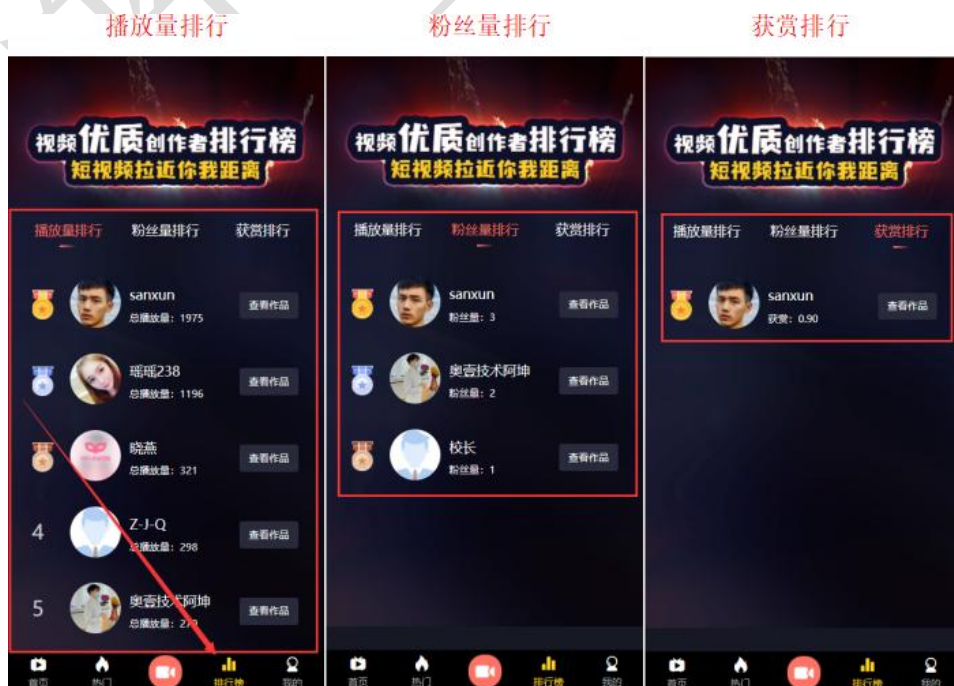 播放量排行
粉丝量排行
获赏排行
视频优质创作者排行榜
短视频拉近你我距离
播放量排行 粉丝量排行 获赏排行
sanxun
总播放量：1975
查看作品
瑶瑶238
总播放量：1196
查看作品
晓燕
总播放量：321
查看作品
4
Z-J-Q
总播放量：298
查看作品
5
奥壹技术阿坤
总播放量：2
查看作品
首页 热门 排行榜 我的
视频优质创作者排行榜
短视频拉近你我距离
播放量排行 粉丝量排行 获赏排行
sanxun
粉丝量：3
查看作品
奥壹技术阿坤
粉丝量：2
查看作品
校长
粉丝量：1
查看作品
首页 热门 排行榜 我的
视频优质创作者排行榜
短视频拉近你我距离
播放量排行 粉丝量排行 获赏排行
sanxun
获赏：0.90
查看作品
首页 热门 排行榜 我的